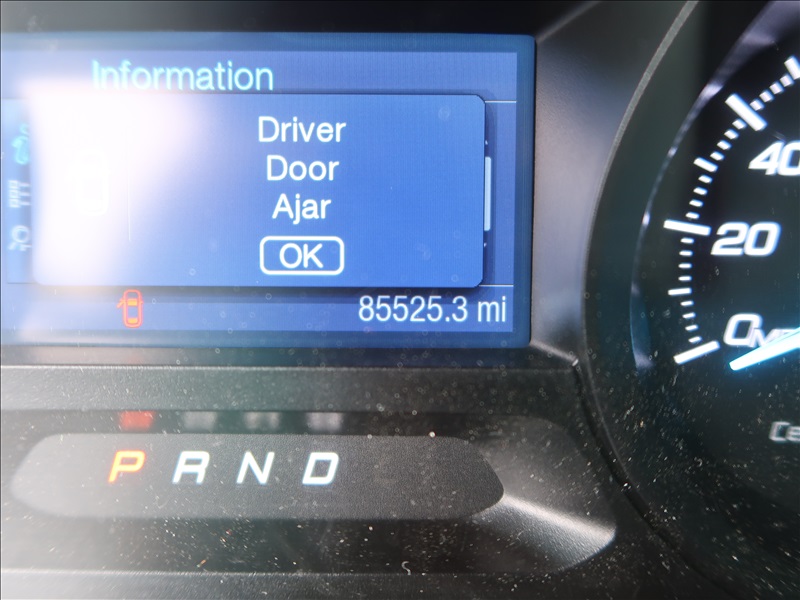 Information
Driver
Door
Ajar
OK
85525.3 mi
40
20
0
P R N D